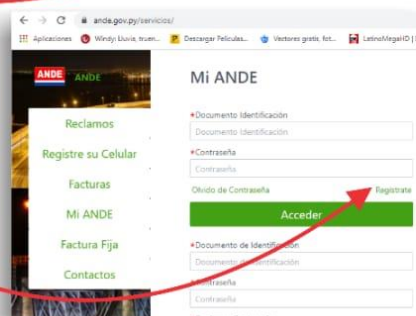 ande.gov.py/servicios/
Aplicaciones Windy: Lluvia, truen... Descargar Películas... Vectores gratis, fot... LatinoMegaHD |
ANDE ANDE
Reclamos
Registre su Celular
Facturas
Mi ANDE
Factura Fija
Contactos
Mi ANDE
*Documento Identificación
Documento Identificación
*Contraseña
Contraseña
Olvido de Contraseña Registrate
Acceder
*Documento de Identificación
Documento de Identificación
Contraseña
Contraseña